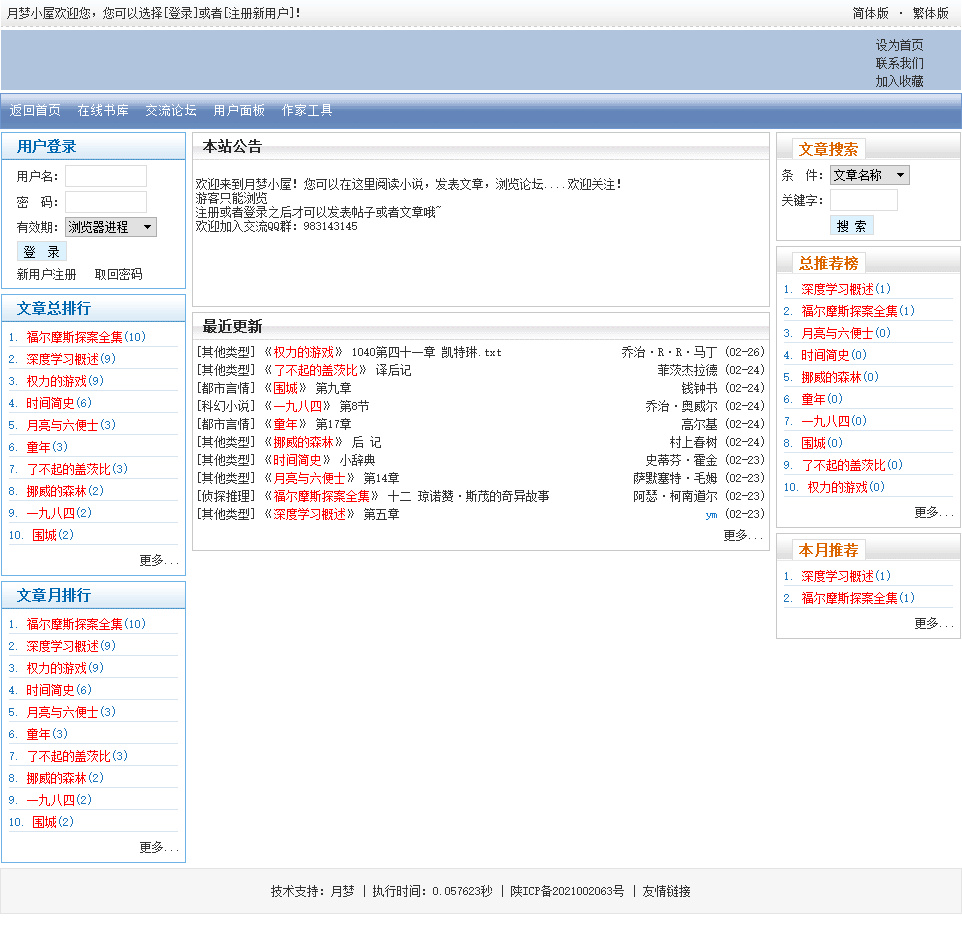 月梦小屋欢迎您，您可以选择[登录]或者[注册新用户]！
简体版 · 繁体版
设为首页
联系我们
加入收藏
返回首页 在线书库 交流论坛 用户面板 作家工具
用户登录
用户名：
密 码：
有效期：浏览器进程
登 录
新用户注册 取回密码
文章总排行
1. 福尔摩斯探案全集(10)
2. 深度学习概述(9)
3. 权力的游戏(9)
4. 时间简史(6)
5. 月亮与六便士(3)
6. 童年(3)
7. 了不起的盖茨比(3)
8. 挪威的森林(2)
9. 一九八四(2)
10. 围城(2)
更多...
文章月排行
1. 福尔摩斯探案全集(10)
2. 深度学习概述(9)
3. 权力的游戏(9)
4. 时间简史(6)
5. 月亮与六便士(3)
6. 童年(3)
7. 了不起的盖茨比(3)
8. 挪威的森林(2)
9. 一九八四(2)
10. 围城(2)
更多...
本站公告
欢迎来到月梦小屋！您可以在这里阅读小说，发表文章，浏览论坛....欢迎关注！
游客只能浏览
注册或者登录之后才可以发表帖子或者文章哦~
欢迎加入交流QQ群：983143145
最近更新
[其他类型]《权力的游戏》 1040第四十一章 凯特琳.txt 乔治·R·R·马丁 (02-26)
[其他类型]《了不起的盖茨比》 译后记 菲茨杰拉德 (02-24)
[都市言情]《围城》 第九章 钱钟书 (02-24)
[科幻小说]《一九八四》 第8节 乔治·奥威尔 (02-24)
[都市言情]《童年》 第17章 高尔基 (02-24)
[其他类型]《挪威的森林》 后 记 村上春树 (02-24)
[其他类型]《时间简史》 小辞典 史蒂芬·霍金 (02-23)
[其他类型]《月亮与六便士》 第14章 萨默塞特·毛姆 (02-23)
[侦探推理]《福尔摩诺探案全集》 十二 琼诺赞·斯茂的奇异故事 阿瑟·柯南道尔 (02-23)
[其他类型]《深度学习概述》 第五章 ym (02-23)
更多...
文章搜索
条 件：文章名称
关键字：
搜 索
总推荐榜
1. 深度学习概述(1)
2. 福尔摩斯探案全集(1)
3. 月亮与六便士(0)
4. 时间简史(0)
5. 挪威的森林(0)
6. 童年(0)
7. 一九八四(0)
8. 围城(0)
9. 了不起的盖茨比(0)
10. 权力的游戏(0)
更多...
本月推荐
1. 深度学习概述(1)
2. 福尔摩斯探案全集(1)
更多...
技术支持：月梦 | 执行时间：0.057623秒 | 陕ICP备2021002063号 | 友情链接